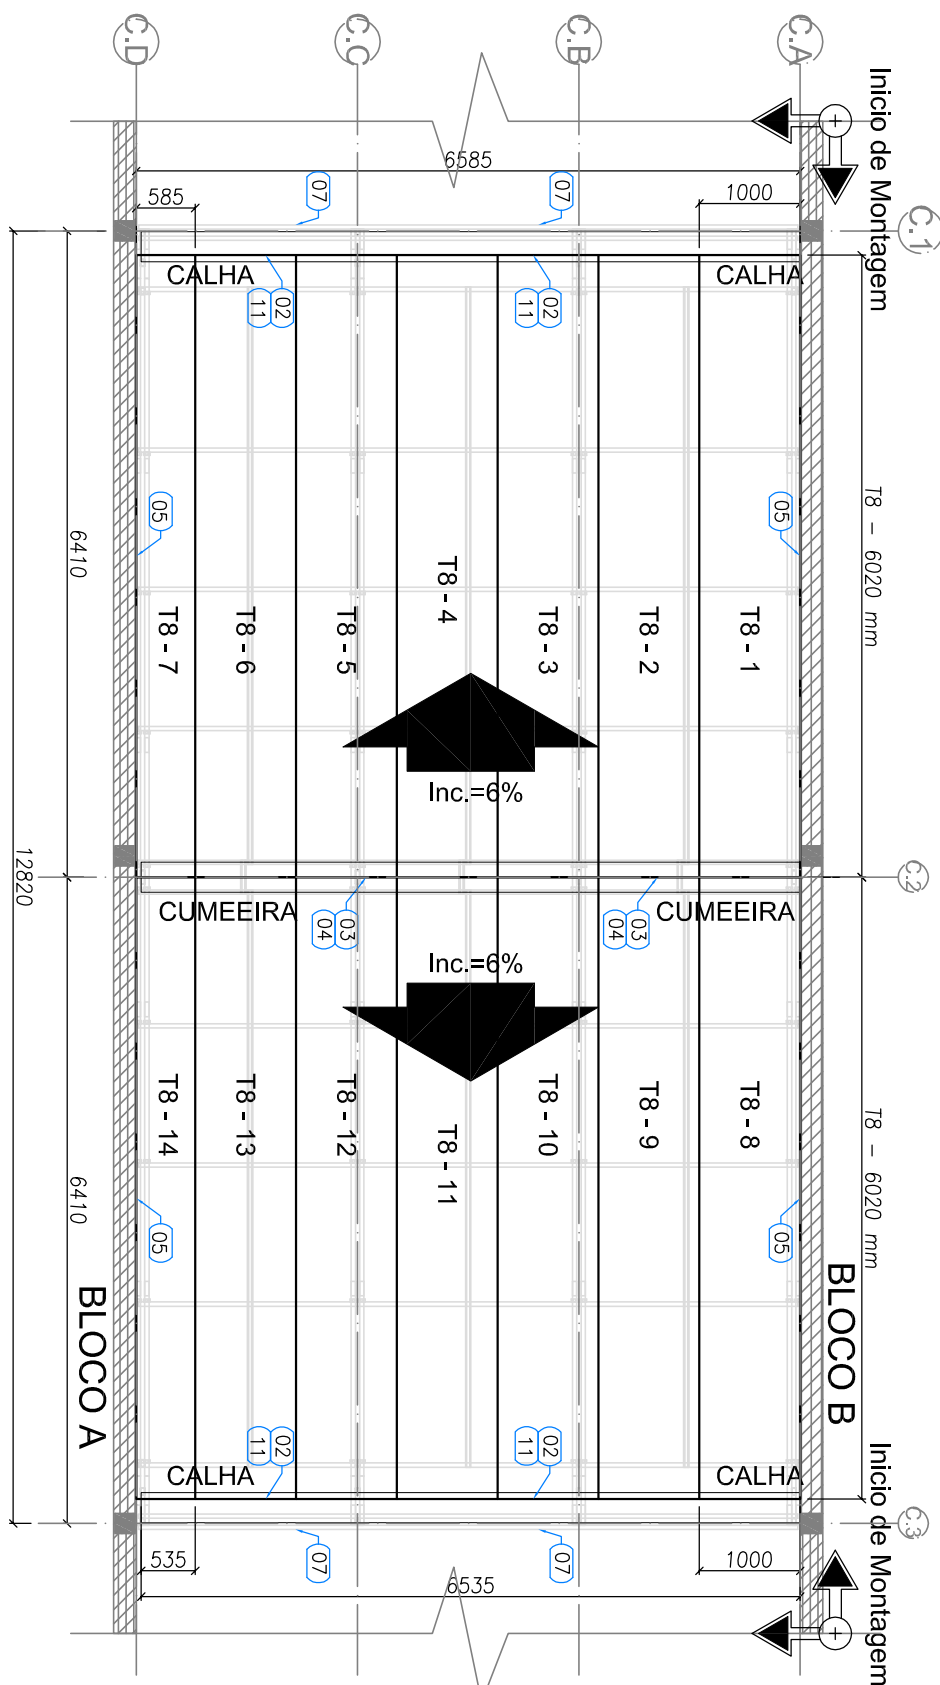 C.D
C.C
C.B
C.A
Inicio de Montagem
6585
585
1000
07
07
C.1
CALHA
CALHA
02
11
02
11
T8 - 6020 mm
05
05
6410
T8 - 7
T8 - 6
T8 - 5
T8 - 4
T8 - 3
T8 - 2
T8 - 1
Inc.=6%
12820
C.2
CUMEEIRA
CUMEEIRA
03
04
03
04
Inc.=6%
T8 - 14
T8 - 13
T8 - 12
T8 - 11
T8 - 10
T8 - 9
T8 - 8
T8 - 6020 mm
6410
05
05
BLOCO A
BLOCO B
02
11
02
11
CALHA
CALHA
C.3
07
07
535
1000
6535
Inicio de Montagem